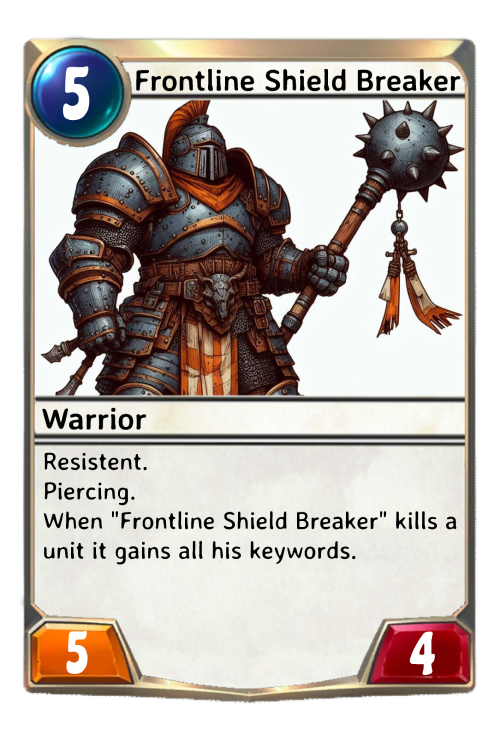 5
Frontline Shield Breaker
Warrior
Resistent.
Piercing.
When "Frontline Shield Breaker" kills a
unit it gains all his keywords.
5
4